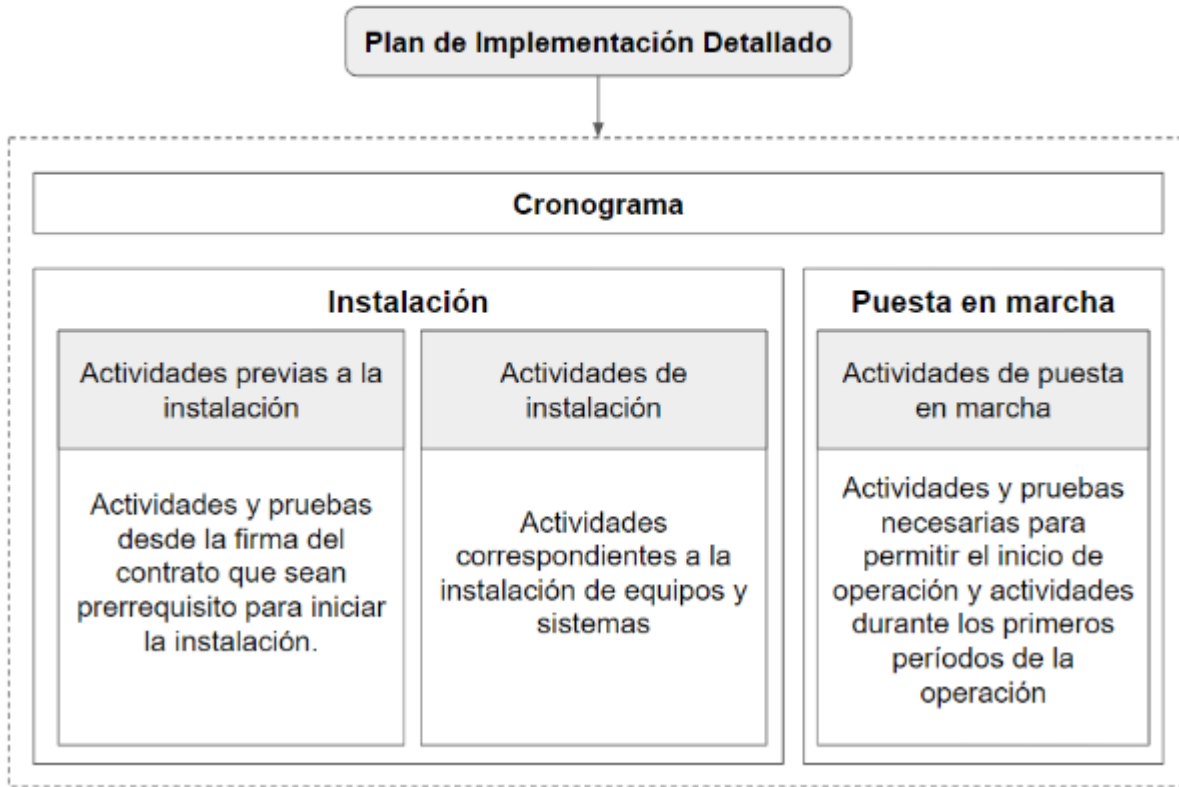 Plan de Implementación Detallado
Cronograma
Instalación
Actividades previas a la
instalación
Actividades y pruebas
desde la firma del
contrato que sean
prerrequisito para iniciar
la instalación.
Actividades de
instalación
Actividades
correspondientes a la
instalación de equipos y
sistemas
Puesta en marcha
Actividades de puesta
en marcha
Actividades y pruebas
necesarias para
permitir el inicio de
operación y actividades
durante los primeros
períodos de la
operación